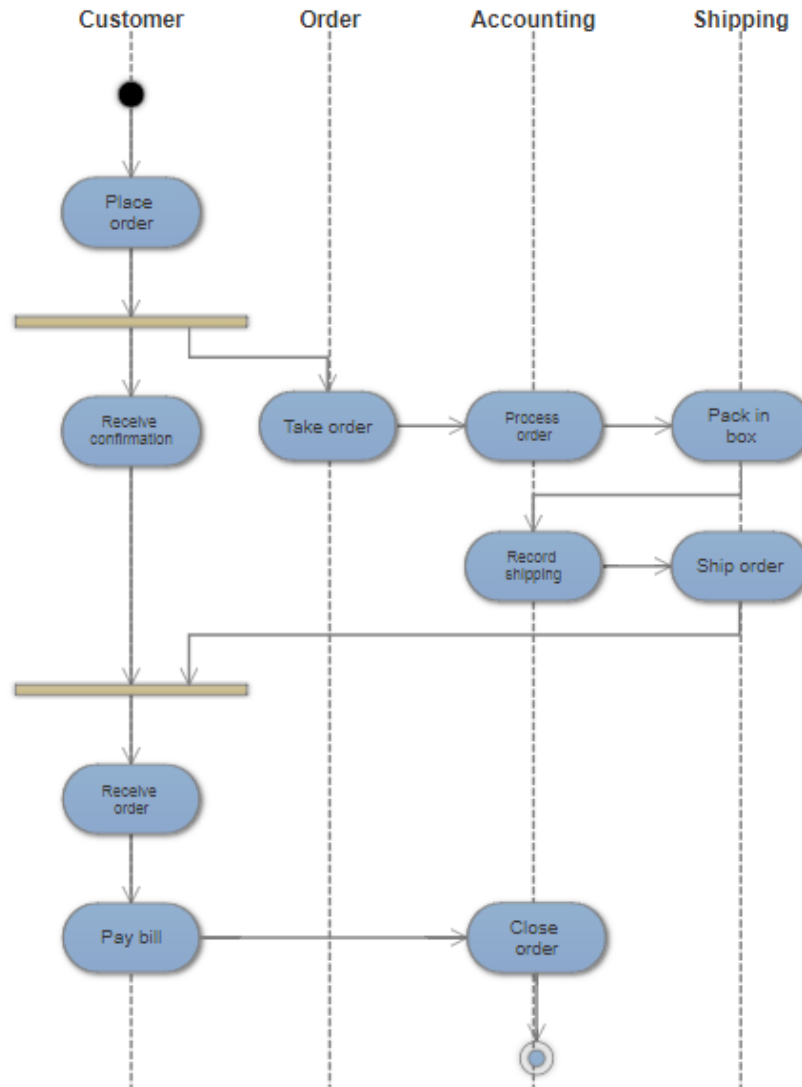 Customer
Order
Accounting
Shipping
Place
order
Receive
confirmation
Take order
Process
order
Pack in
box
Record
shipping
Ship order
Receive
order
Pay bill
Close
order